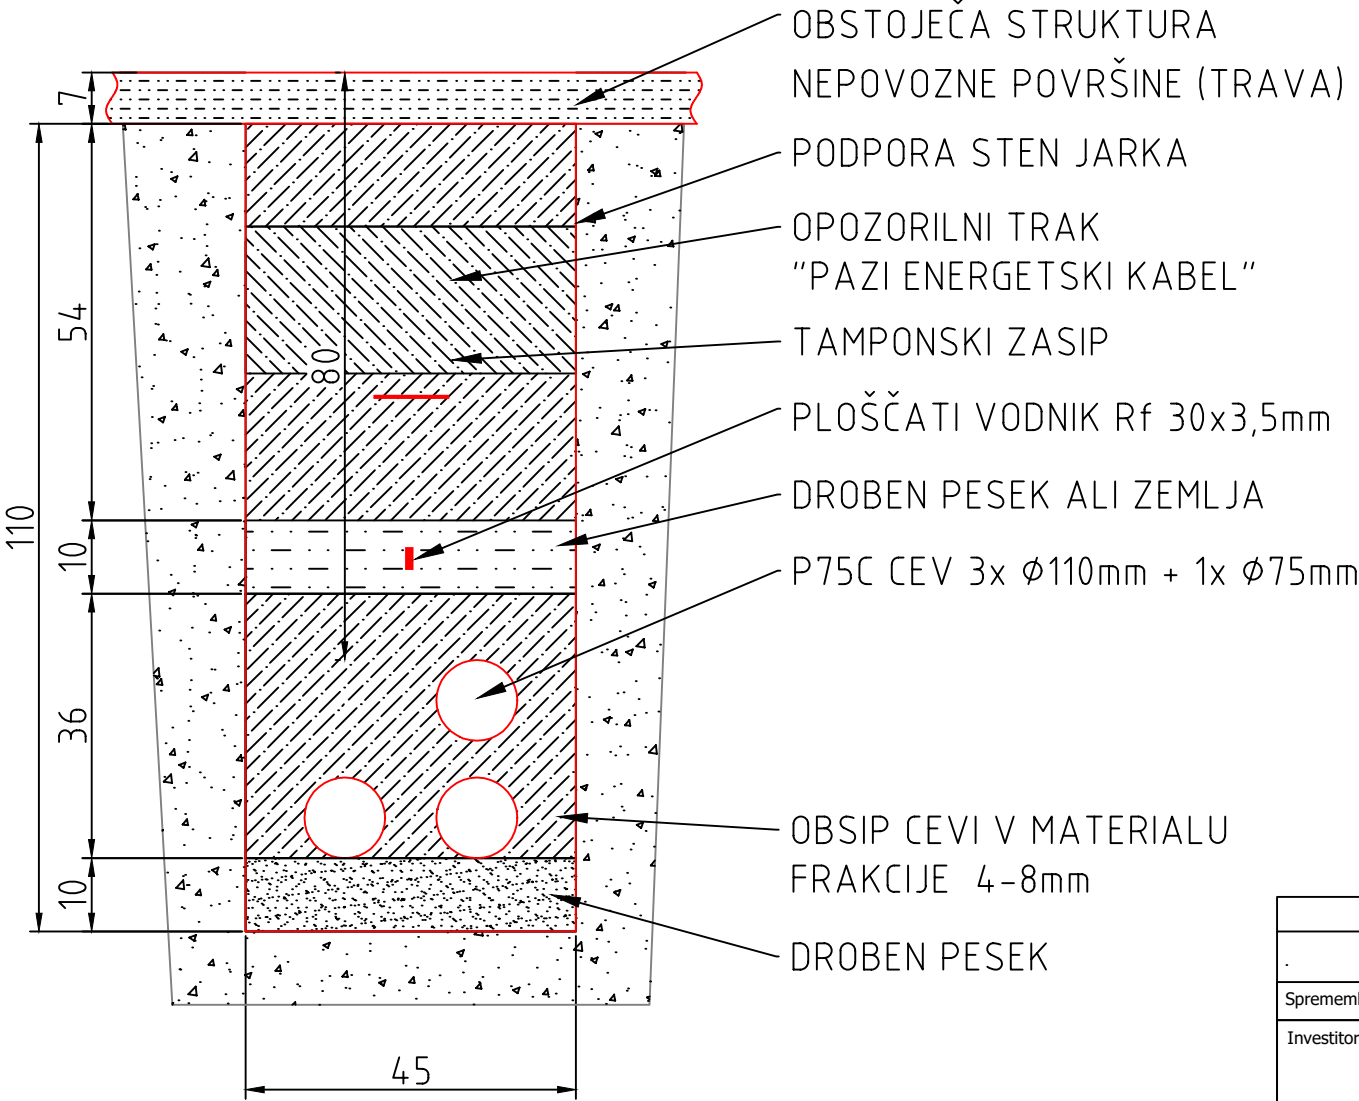 OBSTOJEČA STRUKTURA
NEPOVOZNE POVRŠINE (TRAVA)
PODPORA STEN JARKA
OPOZORILNI TRAK
"PAZI ENERGETSKI KABEL"
TAMPONSKI ZASIP
PLOŠČATI VODNIK Rf 30x3,5mm
DROBEN PESEK ALI ZEMLJA
P75C CEV 3x Ø110mm + 1x Ø75mm
OBSIP CEVI V MATERIALU
FRAKCIJE 4-8mm
DROBEN PESEK
7
54
80
110
10
36
10
45
.
Investitor